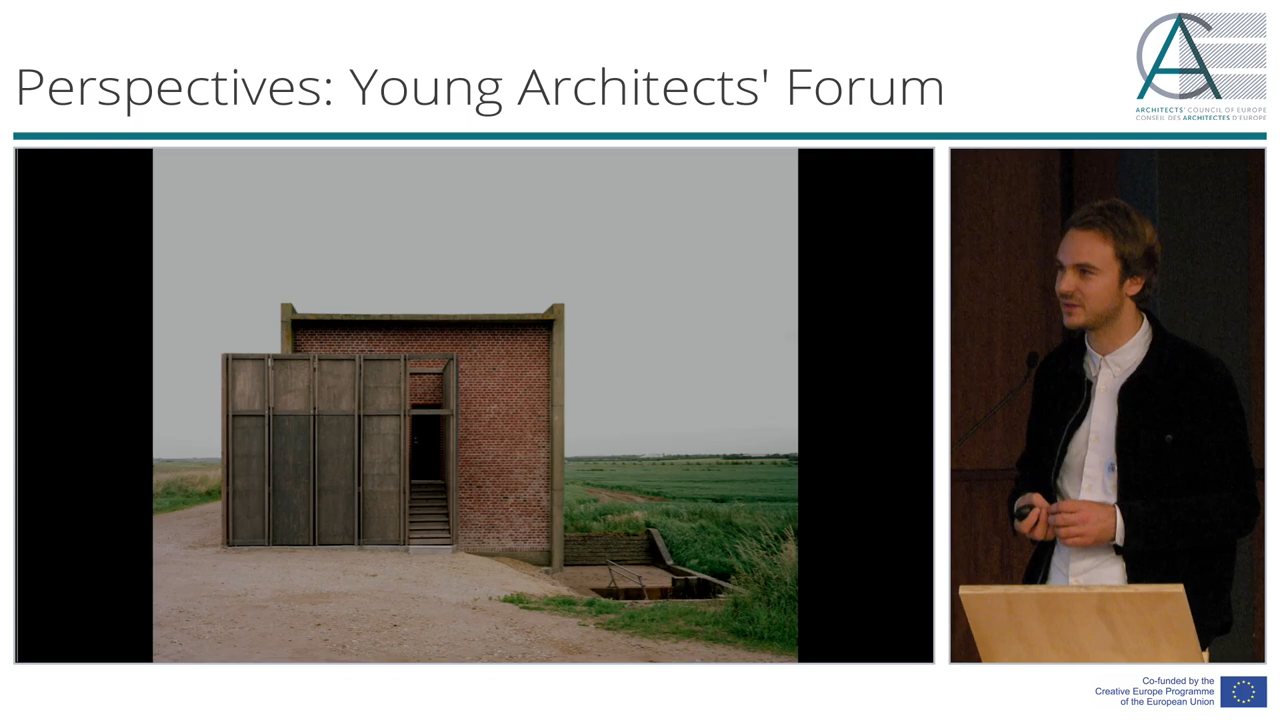 Perspectives: Young Architects' Forum
ARCHITECTS' COUNCIL OF EUROPE
CONSEIL DES ARCHITECTES D'EUROPE
Co-funded by the
Creative Europe Programme
of the European Union